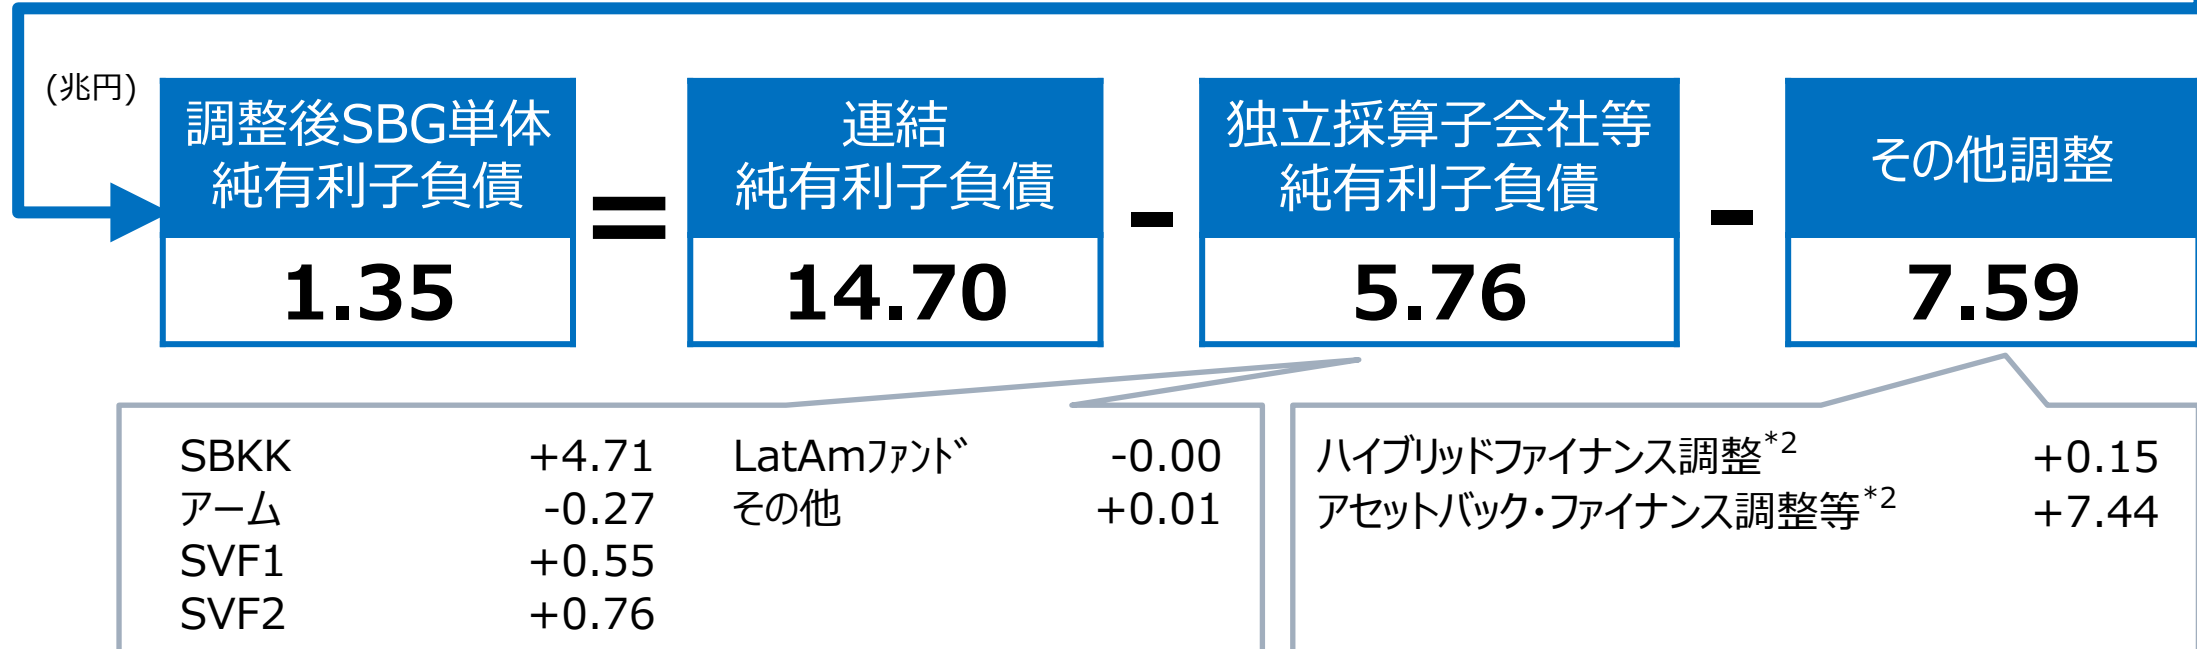 (兆円)
調整後SBG単体
純有利子負債
1.35
=
連結
純有利子負債
14.70
-
独立採算子会社等
純有利子負債
5.76
-
その他調整
7.59
SBKK +4.71
アーム -0.27
SVF1 +0.55
SVF2 +0.76
LatAmファンド -0.00
その他 +0.01
ハイブリッドファイナンス調整*2 +0.15
アセットバック・ファイナンス調整等*2 +7.44